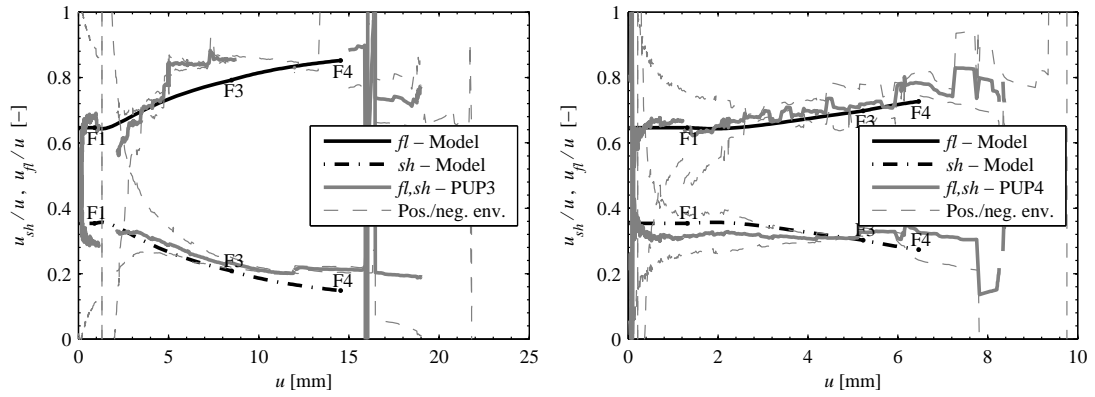 1
0.8
0.6
0.4
0.2
0
u_sh / u , u_fl / u [–]
0 5 10 15 20 25
u [mm]
F1
F3
F4
F1
F3
F4
fl – Model
sh – Model
fl,sh – PUP3
Pos./neg. env.
1
0.8
0.6
0.4
0.2
0
u_sh / u , u_fl / u [–]
0 2 4 6 8 10
u [mm]
F1
F3
F4
F1
F3
F4
fl – Model
sh – Model
fl,sh – PUP4
Pos./neg. env.